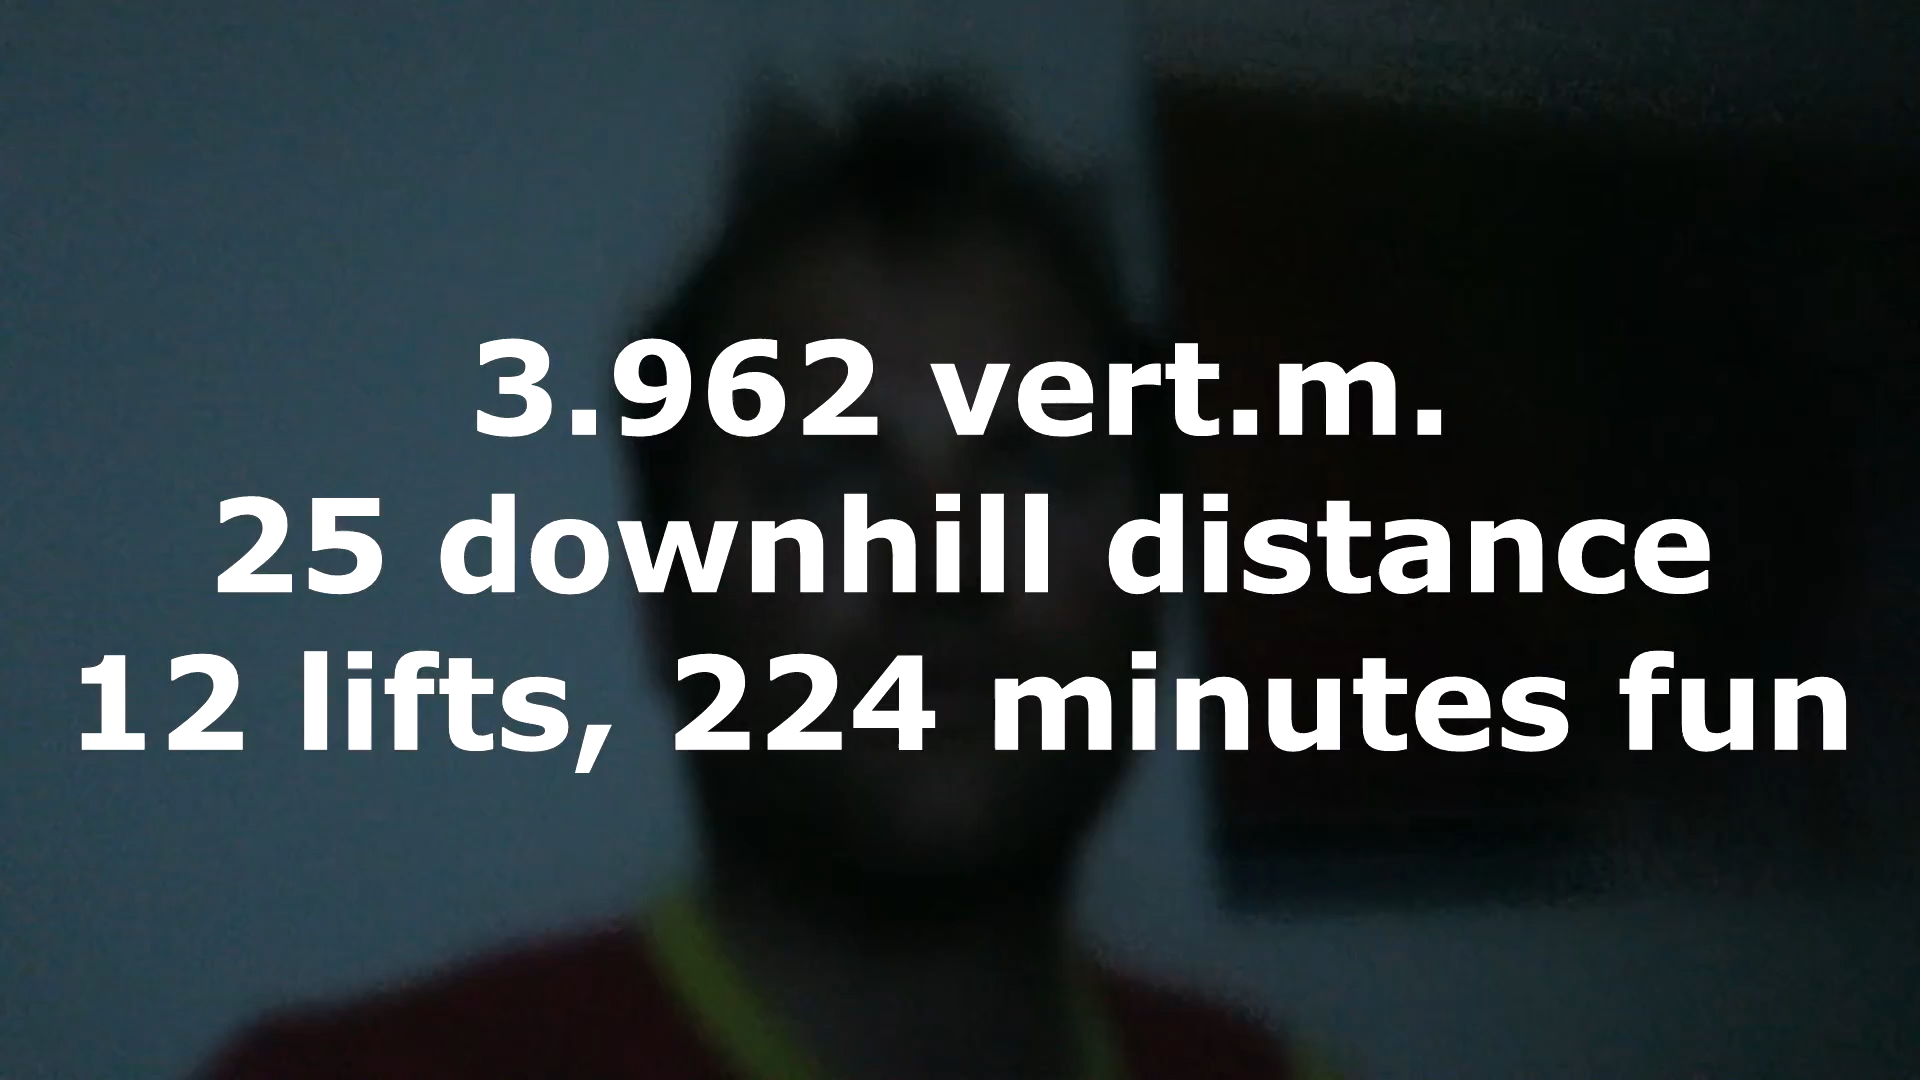 3.962 vert.m.
25 downhill distance
12 lifts, 224 minutes fun